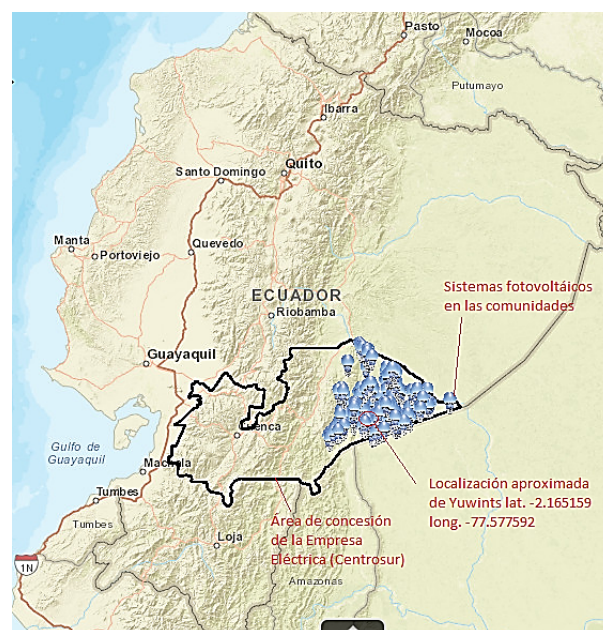 Pasto
Mocoa
Putumayo
Ibarra
Quito
Santo Domingo
Manta
Portoviejo
Quevedo
ECUADOR
Riobamba
Sistemas fotovoltáicos
en las comunidades
Guayaquil
Cuenca
Gulfo de
Guayaquil
Machala
Localización aproximada
de Yuwints lat. -2.165159
long. -77.577592
Tumbes
Tumbes
Área de concesión
de la Empresa
Eléctrica (Centrosur)
Loja
1N
Amazonas